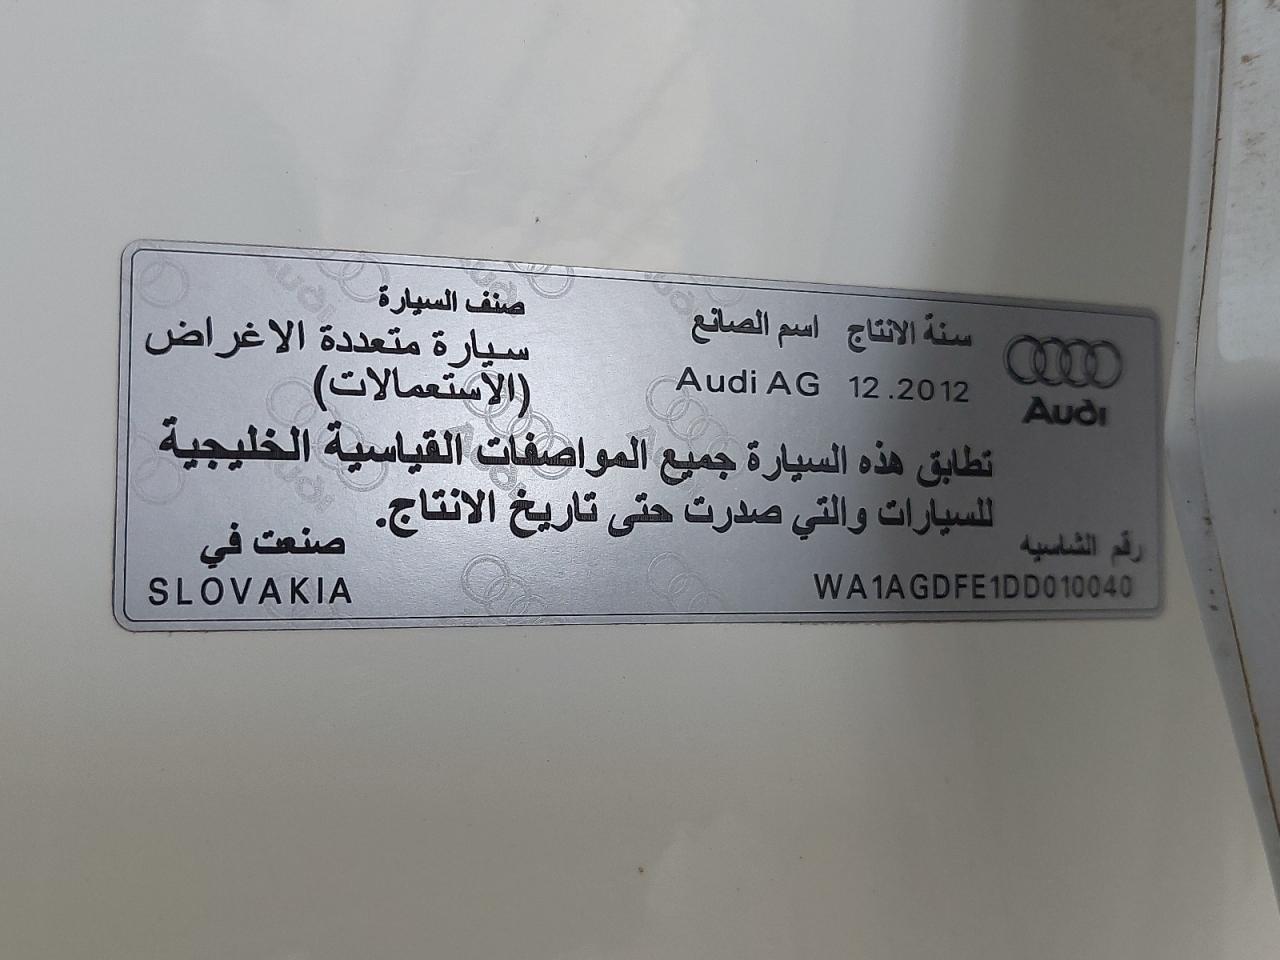 صنف السيارة
سيارة متعددة الاغراض
(الاستعمالات)
سنة الانتاج
12.2012
اسم الصانع
Audi AG
Audi
تطابق هذه السيارة جميع المواصفات القياسية الخليجية
للسيارات والتي صدرت حتى تاريخ الانتاج.
رقم الشاسيه
WA1AGDFE1DD010040
صنعت في
SLOVAKIA